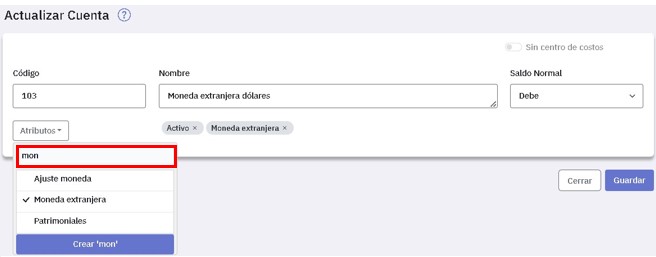 Actualizar Cuenta ?
Sin centro de costos
Código Nombre Saldo Normal
103 Moneda extranjera dólares Debe
Atributos Activo × Moneda extranjera ×
mon
Ajuste moneda
Moneda extranjera
Patrimoniales
Crear 'mon'
Cerrar Guardar